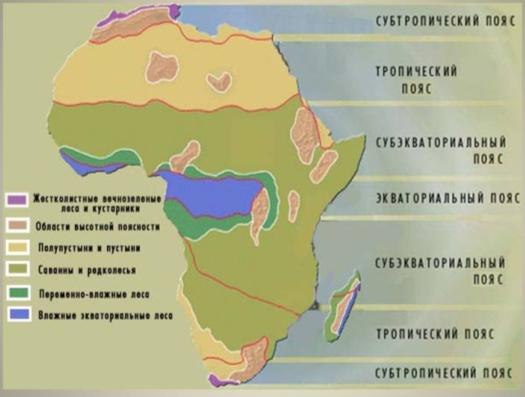 СУБТРОПИЧЕСКИЙ ПОЯС
ТРОПИЧЕСКИЙ
ПОЯС
СУБЭКВАТОРИАЛЬНЫЙ
ПОЯС
ЭКВАТОРИАЛЬНЫЙ ПОЯС
СУБЭКВАТОРИАЛЬНЫЙ
ПОЯС
ТРОПИЧЕСКИЙ ПОЯС
СУБТРОПИЧЕСКИЙ ПОЯС
Жестколистные вечнозеленые
леса и кустарники
Области высотной поясности
Полупустыни и пустыни
Саванны и редколесья
Переменно-влажные леса
Влажные экваториальные леса